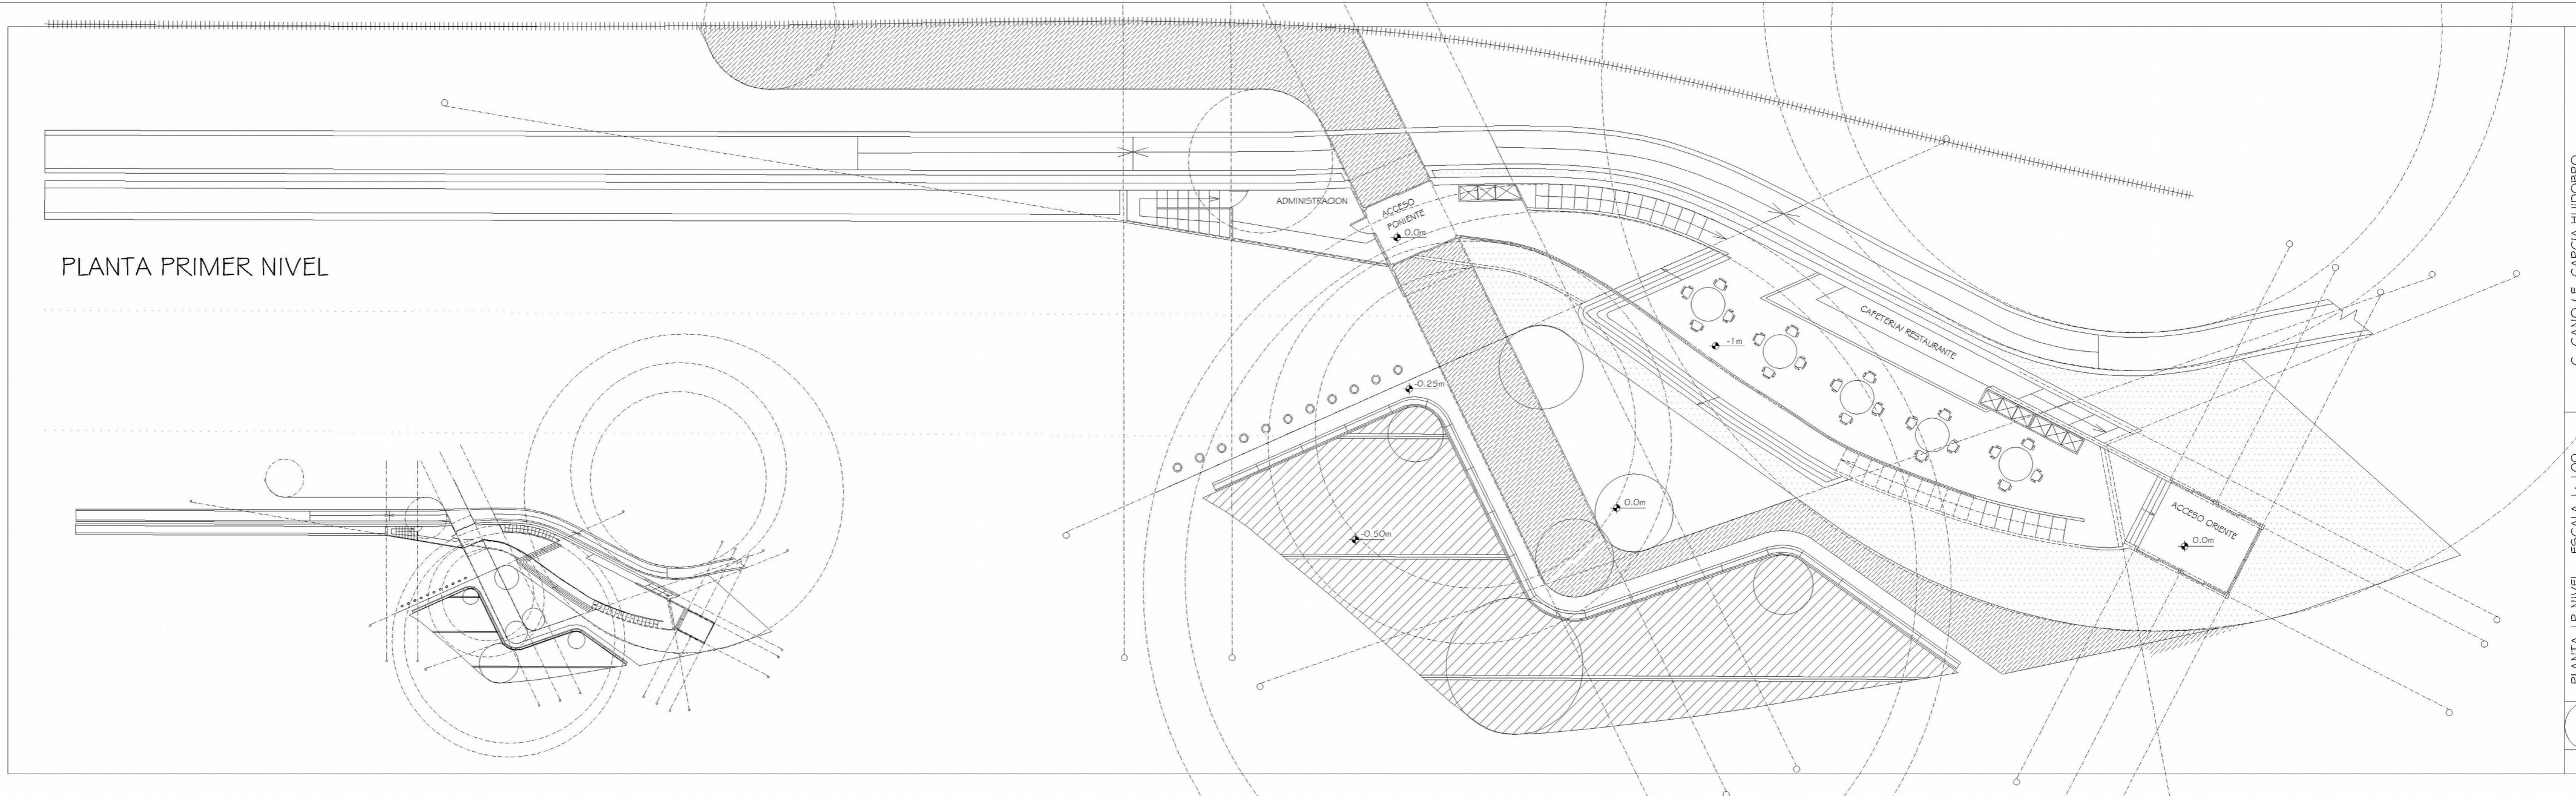 ADMINISTRACION
ACCESO
PONIENTE
0.0m
PLANTA PRIMER NIVEL
CAFETERIA/ RESTAURANTE
-1m
-0.25m
0.0m
-0.50m
ACCESO ORIENTE
0.0m